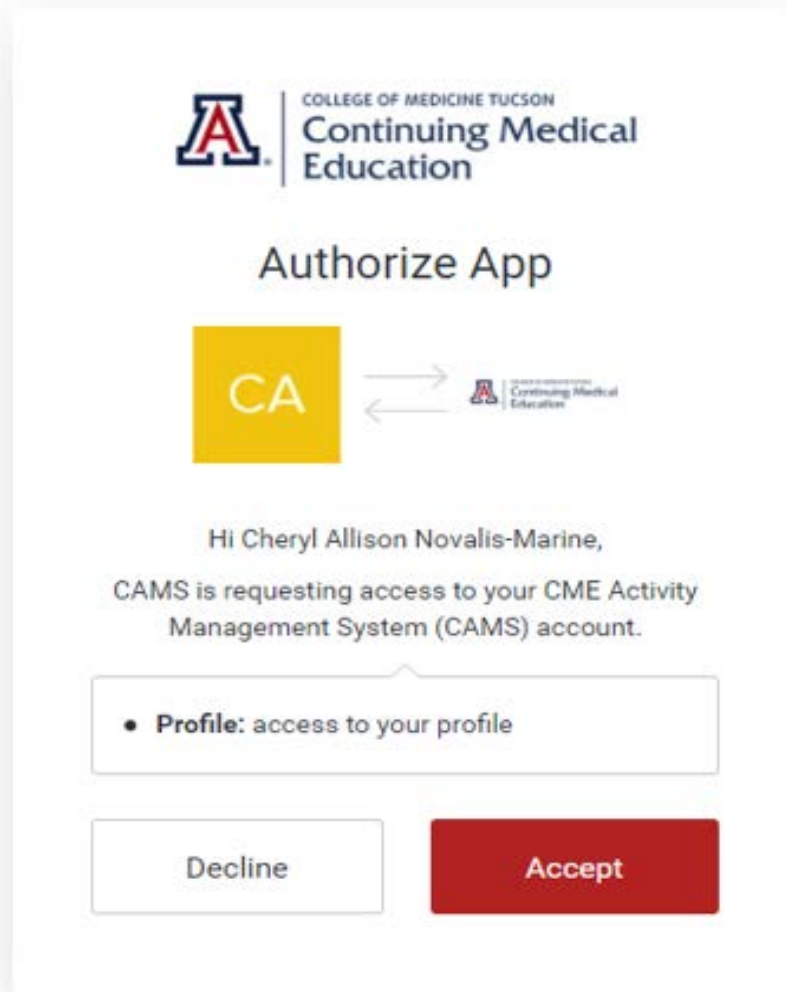 COLLEGE OF MEDICINE TUCSON
Continuing Medical
Education
Authorize App
CA
Continuing Medical
Education
Hi Cheryl Allison Novalis-Marine,
CAMS is requesting access to your CME Activity
Management System (CAMS) account.
• Profile: access to your profile
Decline
Accept